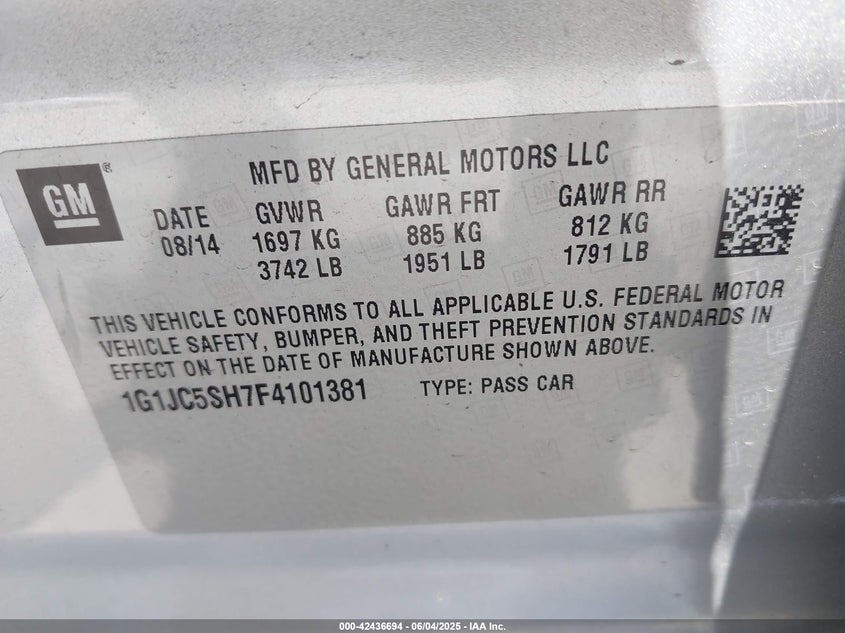 GM®
MFD BY GENERAL MOTORS LLC
DATE GVWR GAWR FRT GAWR RR
08/14 1697 KG 885 KG 812 KG
3742 LB 1951 LB 1791 LB
THIS VEHICLE CONFORMS TO ALL APPLICABLE U.S. FEDERAL MOTOR
VEHICLE SAFETY, BUMPER, AND THEFT PREVENTION STANDARDS IN
EFFECT ON THE DATE OF MANUFACTURE SHOWN ABOVE.
1G1JC5SH7F4101381 TYPE: PASS CAR
000-42436694 - 06/04/2025 - IAA Inc.